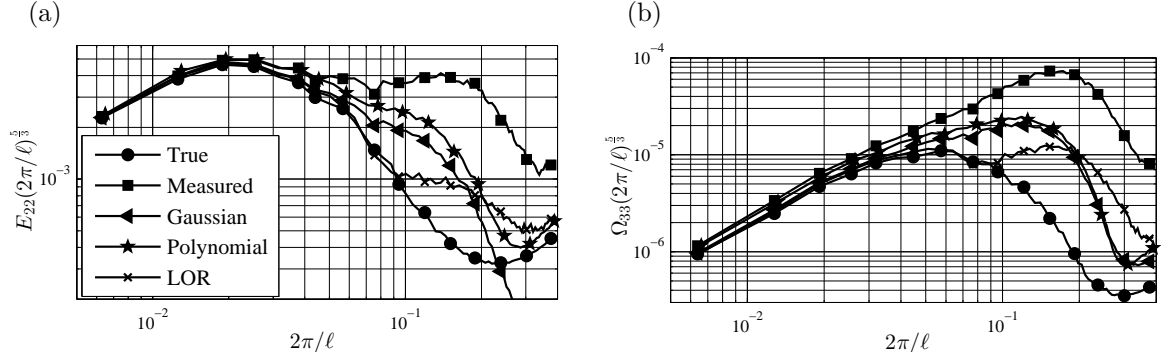 (a)
E₂₂(2π/ℓ)^{5/3}
10⁻³
True
Measured
Gaussian
Polynomial
LOR
10⁻² 10⁻¹
2π/ℓ
(b)
Ω₃₃(2π/ℓ)^{5/3}
10⁻⁴
10⁻⁵
10⁻⁶
10⁻² 10⁻¹
2π/ℓ